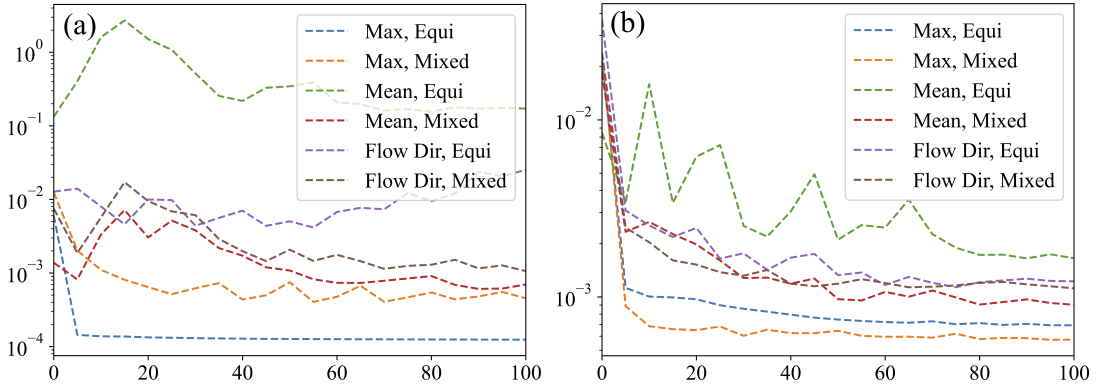 (a)
Max, Equi
Max, Mixed
Mean, Equi
Mean, Mixed
Flow Dir, Equi
Flow Dir, Mixed
10⁰
10⁻¹
10⁻²
10⁻³
10⁻⁴
0 20 40 60 80 100
(b)
Max, Equi
Max, Mixed
Mean, Equi
Mean, Mixed
Flow Dir, Equi
Flow Dir, Mixed
10⁻²
10⁻³
0 20 40 60 80 100